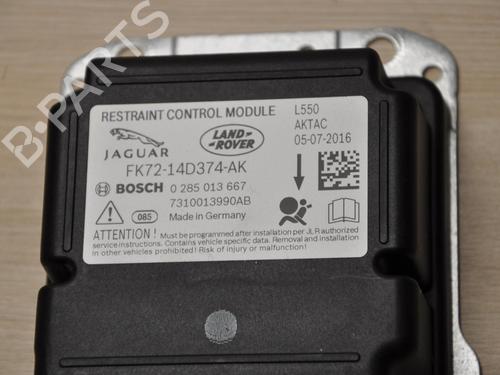 RESTRAINT CONTROL MODULE
L550
AKTAC
05-07-2016
JAGUAR
LAND ROVER
FK72-14D374-AK
BOSCH 0 285 013 667
7310013990AB
085
Made in Germany
ATTENTION! Must be programmed after installation per JLR authorized
service instructions. Contains vehicle specific data. Removal and installation
in other vehicles prohibited! (Risk of injury or malfunction!)
B-PARTS